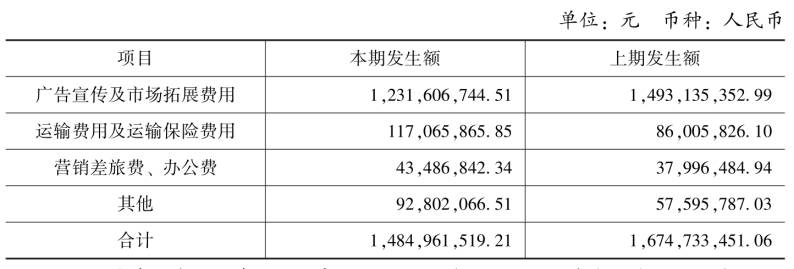 单位：元 币种：人民币
项目 本期发生额 上期发生额
广告宣传及市场拓展费用 1,231,606,744.51 1,493,135,352.99
运输费用及运输保险费用 117,065,865.85 86,005,826.10
营销差旅费、办公费 43,486,842.34 37,996,484.94
其他 92,802,066.51 57,595,787.03
合计 1,484,961,519.21 1,674,733,451.06